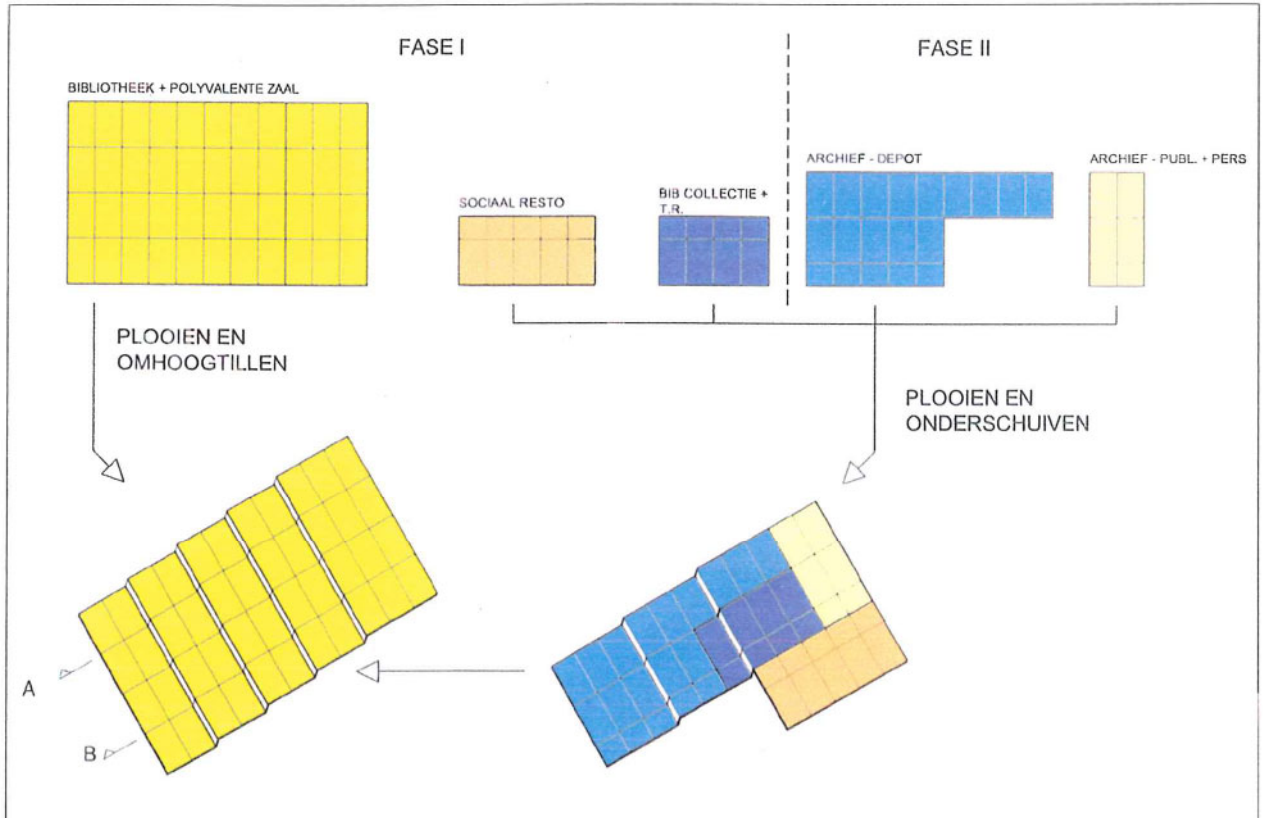 FASE I
FASE II
BIBLIOTHEEK + POLYVALENTE ZAAL
SOCIAAL RESTO
BIB COLLECTIE +
T.R.
ARCHIEF - DEPOT
ARCHIEF - PUBL. + PERS
PLOOIEN EN
OMHOOGTILLEN
PLOOIEN EN
ONDERSCHUIVEN
A
B